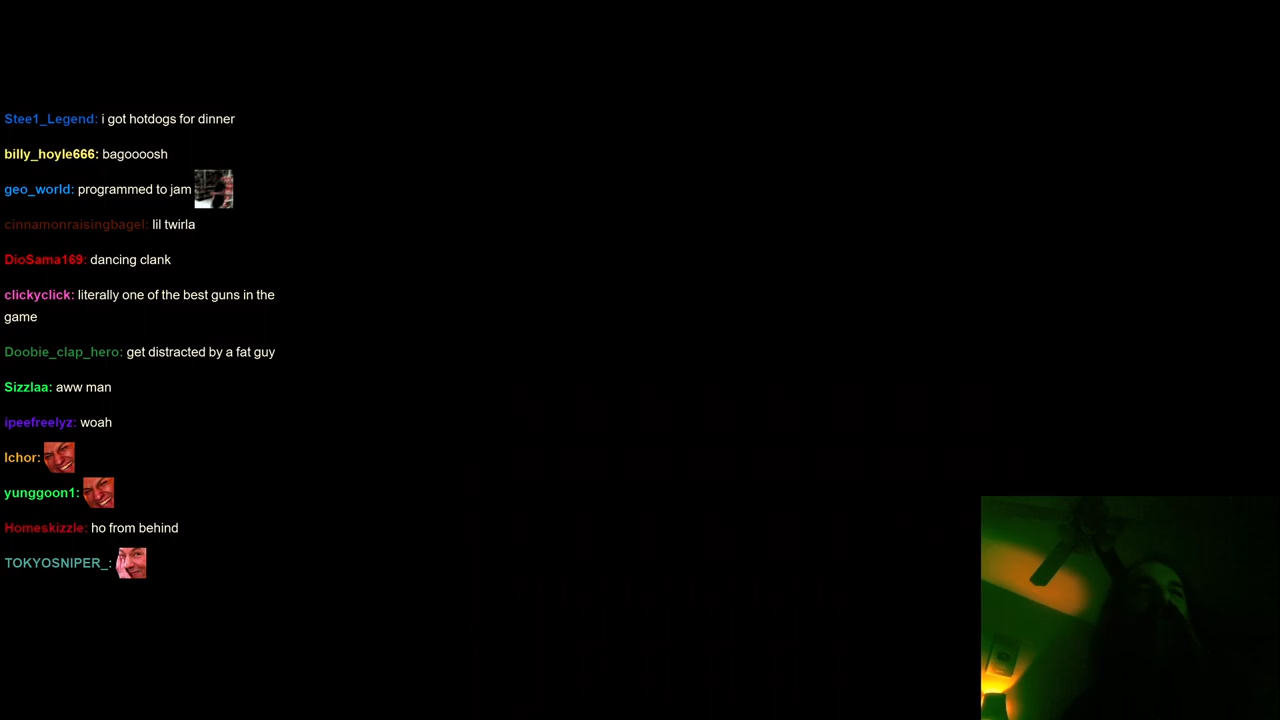 Stee1_Legend: i got hotdogs for dinner
billy_hoyle666: bagoooosh
geo_world: programmed to jam
cinnamonraisingbagel: lil twirla
DioSama169: dancing clank
clickyclick: literally one of the best guns in the
game
Doobie_clap_hero: get distracted by a fat guy
Sizzlaa: aww man
ipeefreelyz: woah
Ichor:
yunggoon1:
Homeskizzle: ho from behind
TOKYOSNIPER_: